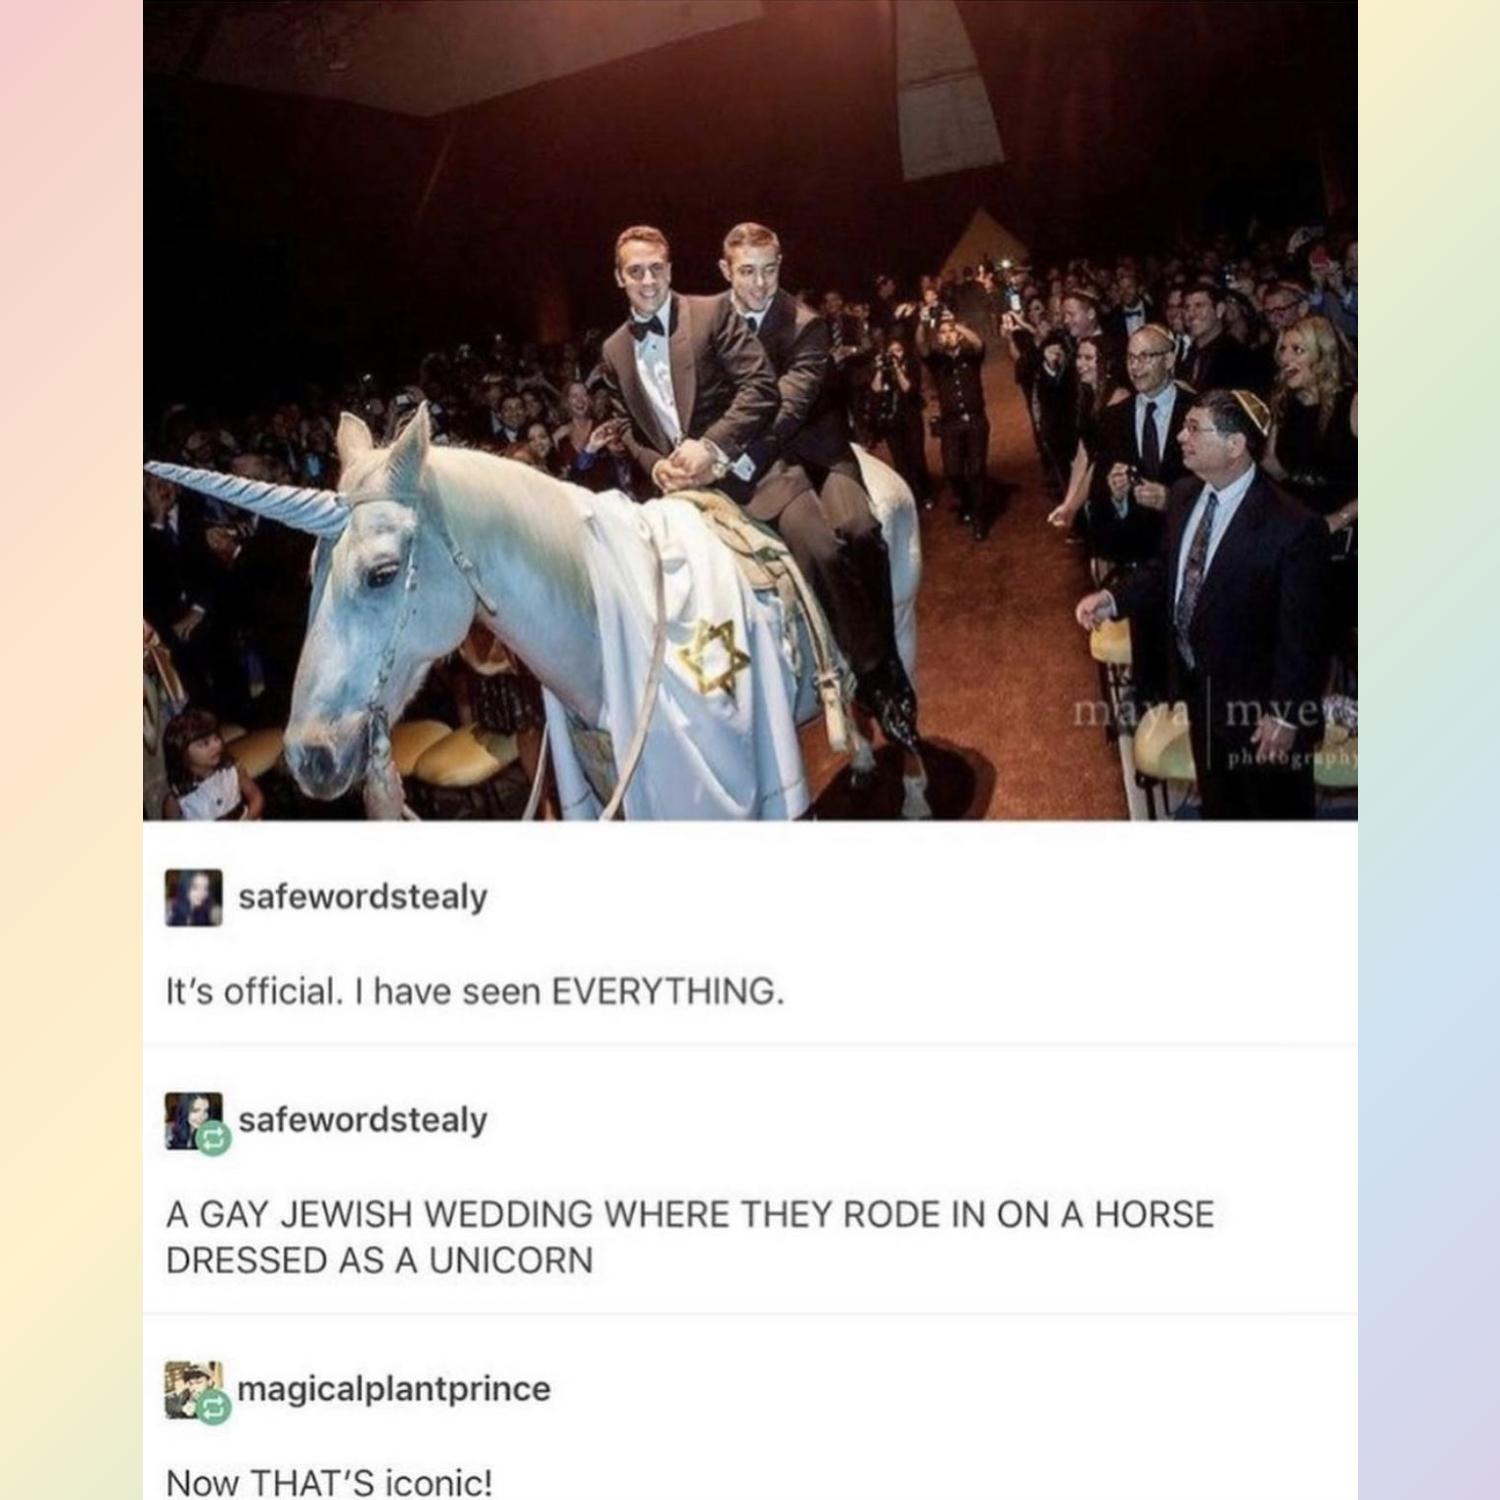 maya | myers
photography
safewordstealy
It's official. I have seen EVERYTHING.
safewordstealy
A GAY JEWISH WEDDING WHERE THEY RODE IN ON A HORSE
DRESSED AS A UNICORN
magicalplantprince
Now THAT'S iconic!